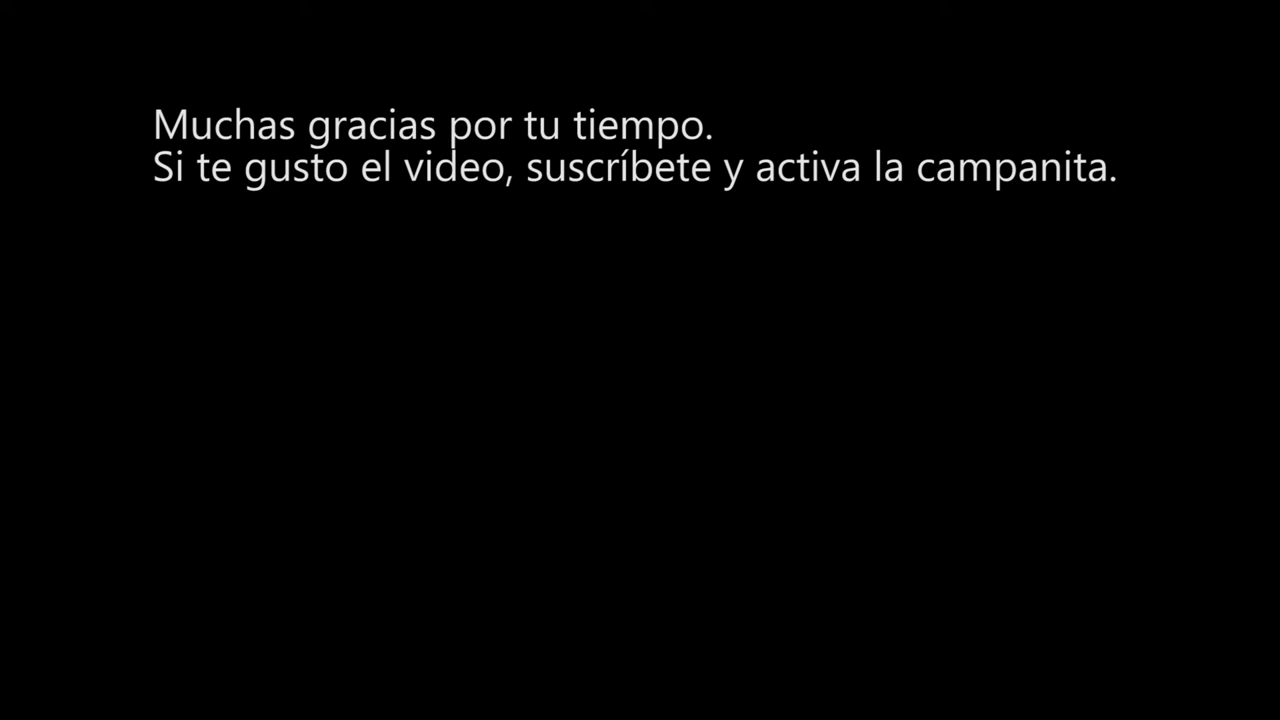 Muchas gracias por tu tiempo.
Si te gusto el video, suscríbete y activa la campanita.